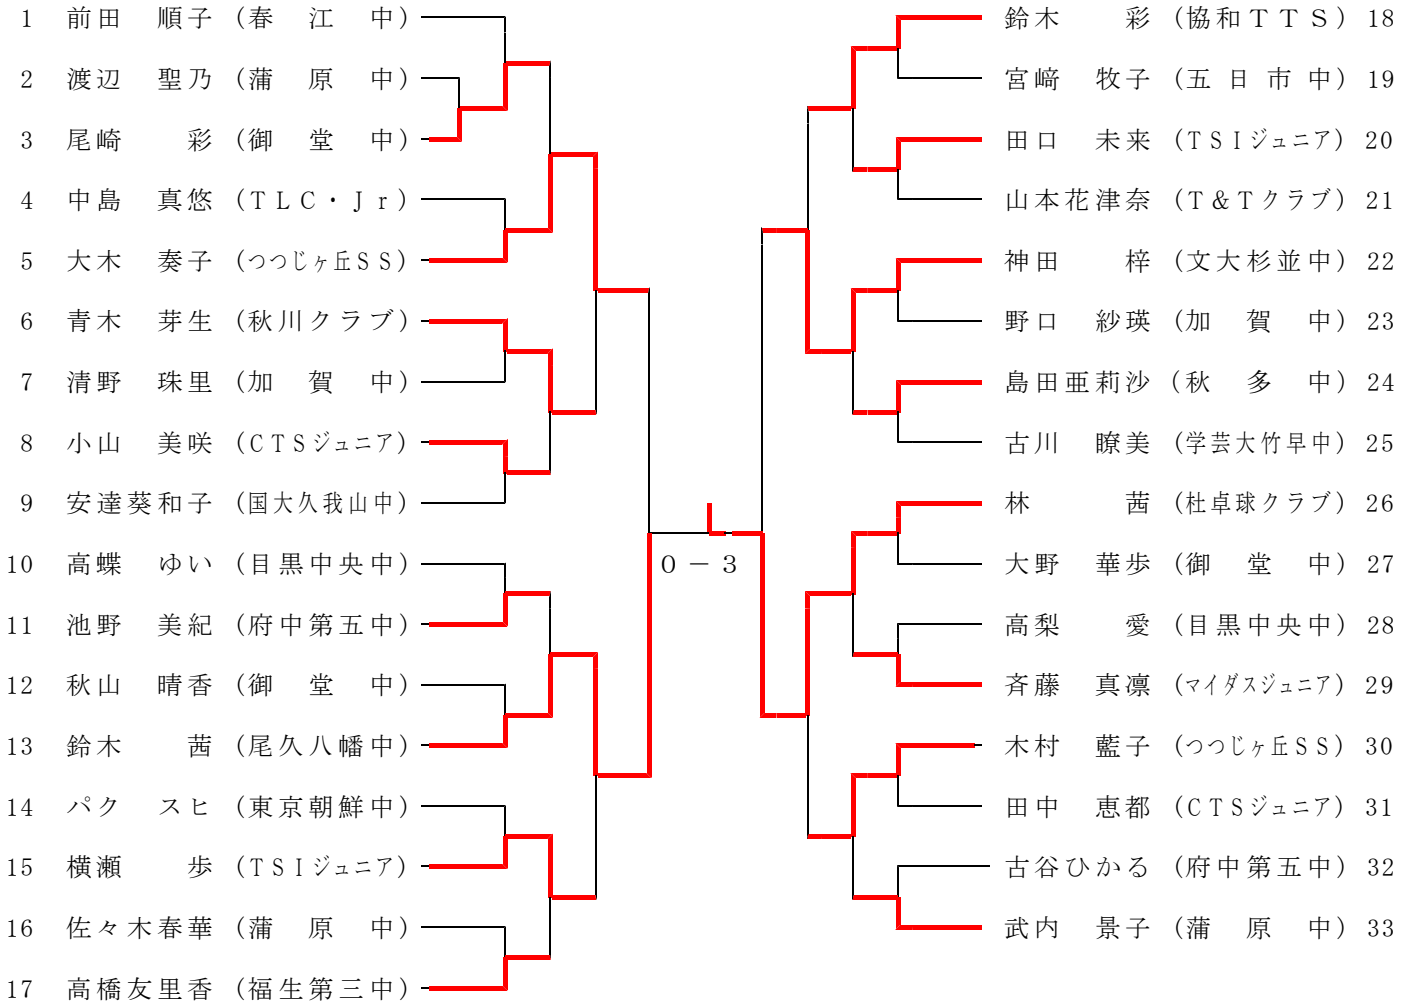 1 前田 順子 (春 江 中)
2 渡辺 聖乃 (蒲 原 中)
3 尾崎 彩 (御 堂 中)
4 中島 真悠 (TLC・Jr)
5 大木 奏子 (つつじヶ丘SS)
6 青木 芽生 (秋川クラブ)
7 清野 珠里 (加 賀 中)
8 小山 美咲 (CTSジュニア)
9 安達葵和子 (国大久我山中)
10 高蝶 ゆい (目黒中央中)
11 池野 美紀 (府中第五中)
12 秋山 晴香 (御 堂 中)
13 鈴木 茜 (尾久八幡中)
14 パク スヒ (東京朝鮮中)
15 横瀬 歩 (TSIジュニア)
16 佐々木春華 (蒲 原 中)
17 高橋友里香 (福生第三中)
0-3
鈴木 彩 (協和TTS) 18
宮﨑 牧子 (五日市中) 19
田口 未来 (TSIジュニア) 20
山本花津奈 (T&Tクラブ) 21
神田 梓 (文大杉並中) 22
野口 紗瑛 (加 賀 中) 23
島田亜莉沙 (秋 多 中) 24
古川 瞭美 (学芸大竹早中) 25
林 茜 (杜卓球クラブ) 26
大野 華歩 (御 堂 中) 27
高梨 愛 (目黒中央中) 28
斉藤 真凛 (マイダスジュニア) 29
木村 藍子 (つつじヶ丘SS) 30
田中 恵都 (CTSジュニア) 31
古谷ひかる (府中第五中) 32
武内 景子 (蒲 原 中) 33